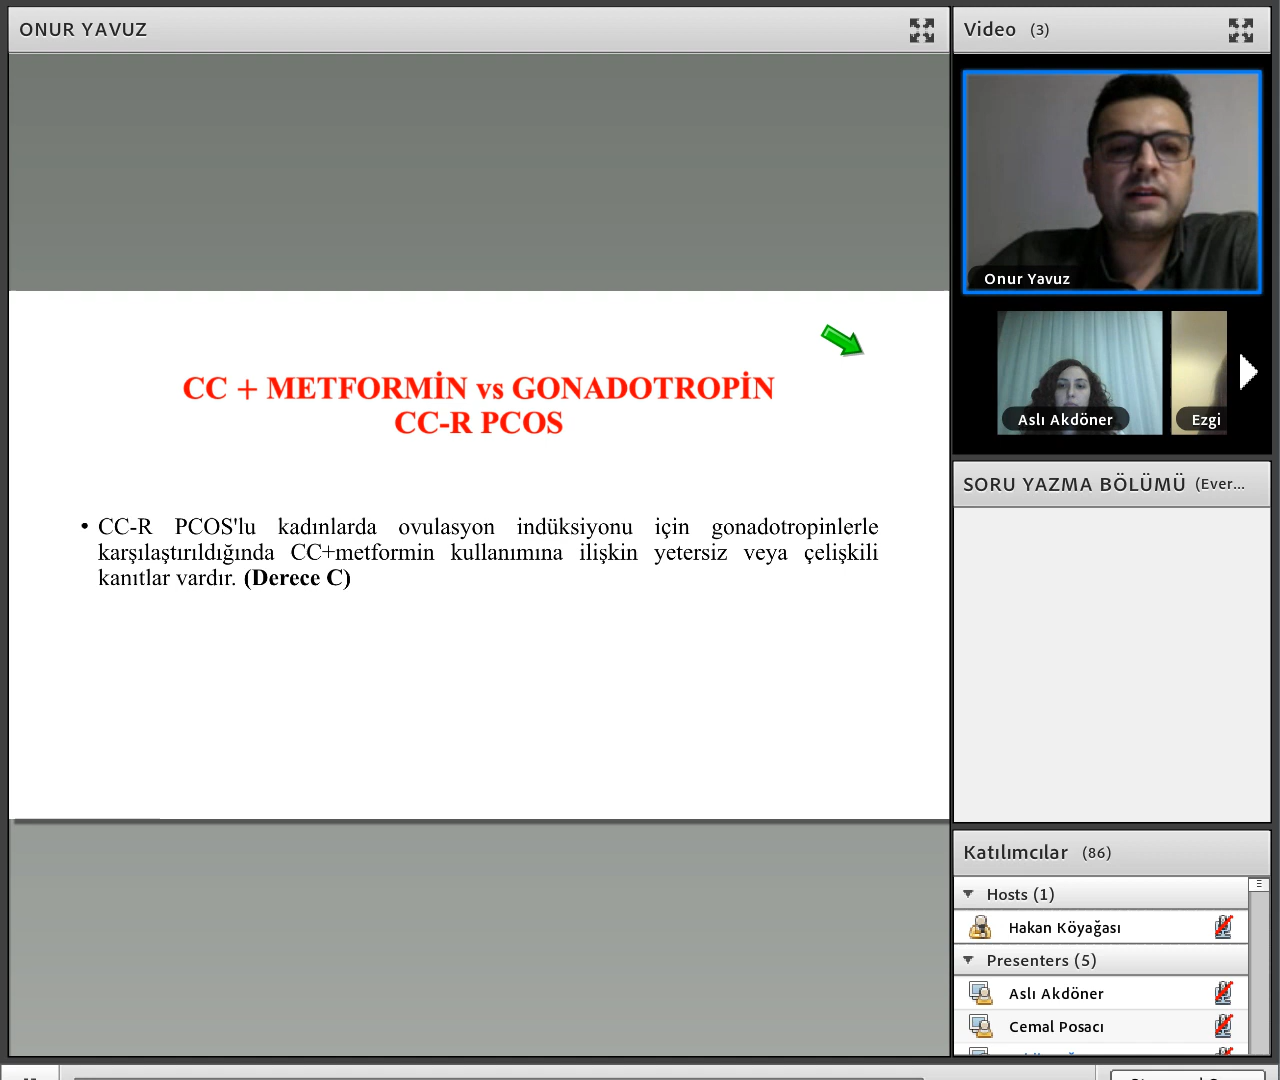 ONUR YAVUZ
CC + METFORMİN vs GONADOTROPİN
CC-R PCOS
• CC-R PCOS'lu kadınlarda ovulasyon indüksiyonu için gonadotropinlerle
karşılaştırıldığında CC+metformin kullanımına ilişkin yetersiz veya çelişkili
kanıtlar vardır. (Derece C)
Video (3)
Onur Yavuz
Aslı Akdöner
Ezgi
SORU YAZMA BÖLÜMÜ (Ever...
Katılımcılar (86)
Hosts (1)
Hakan Köyağası
Presenters (5)
Aslı Akdöner
Cemal Posacı